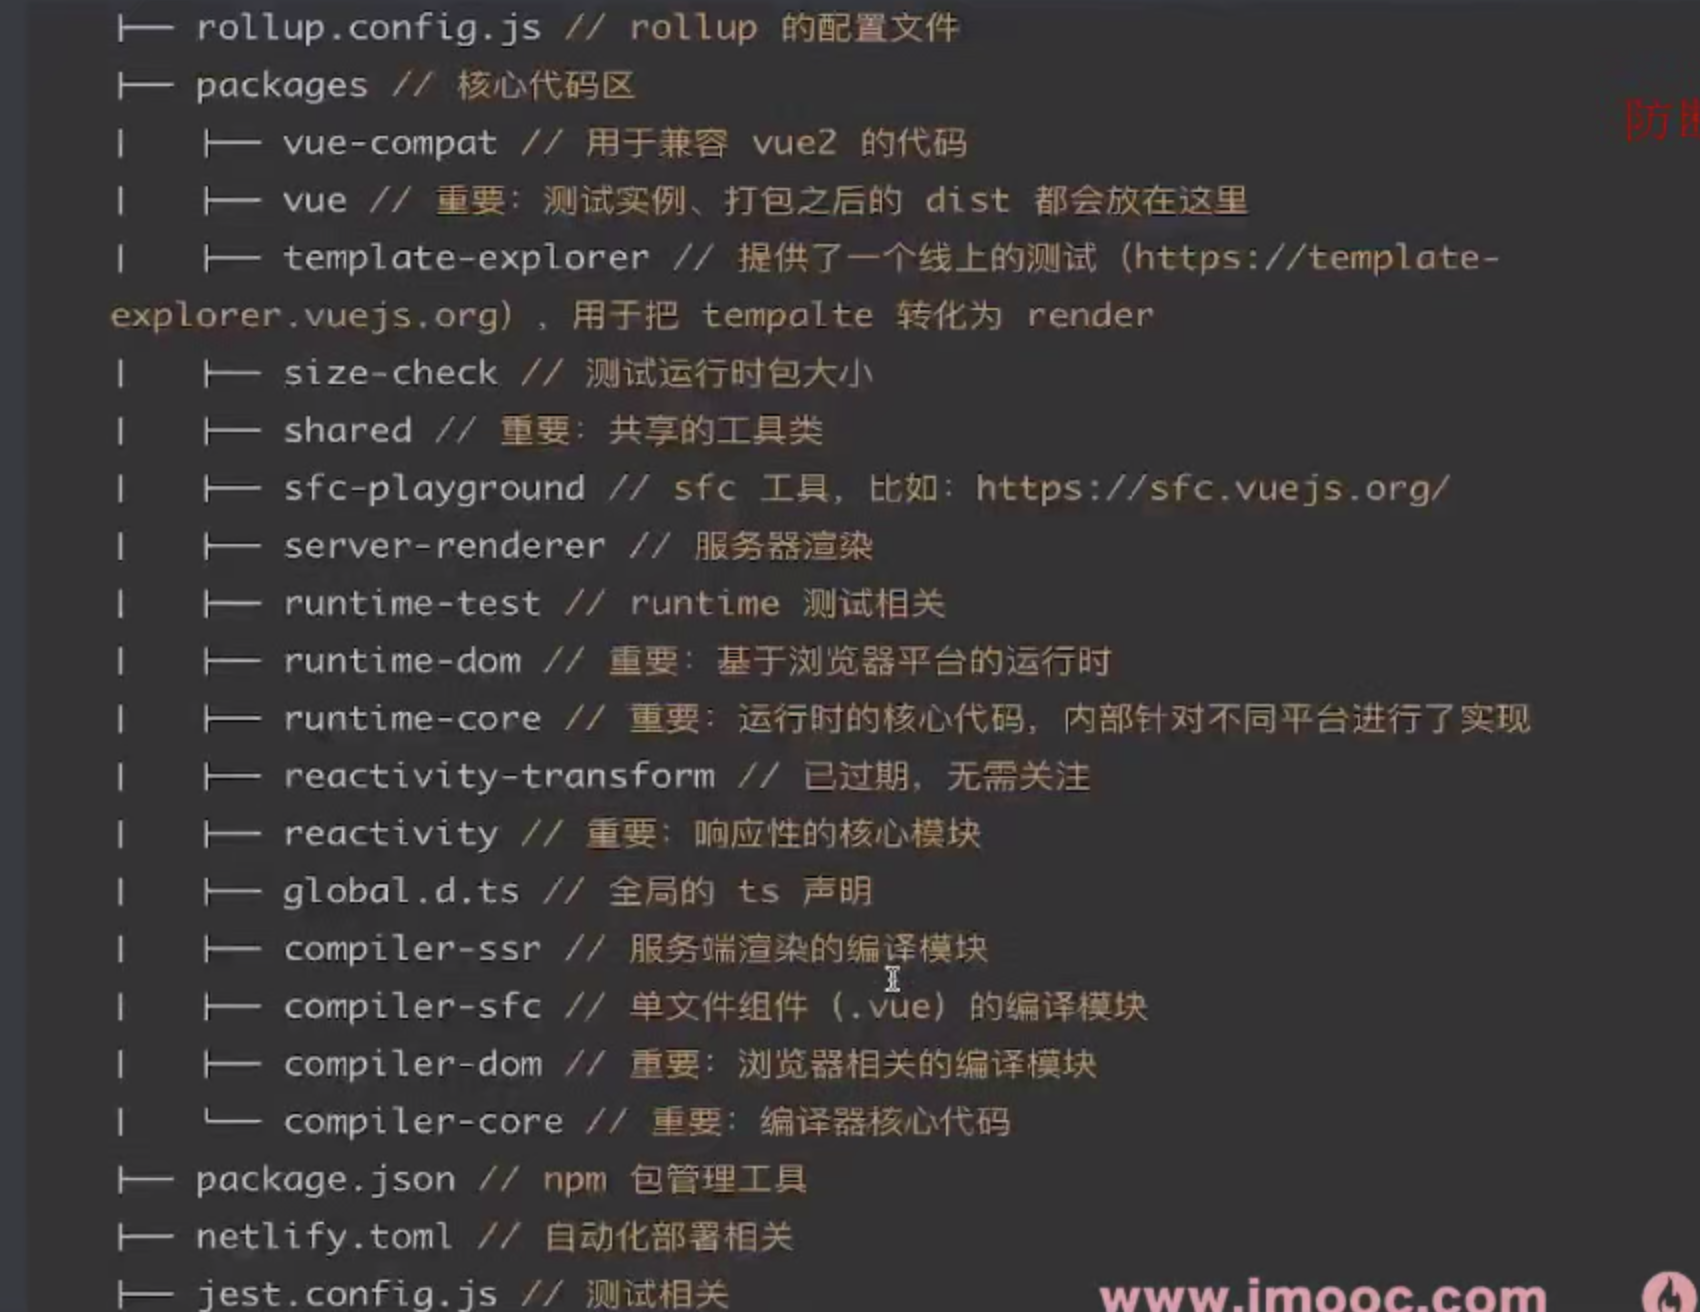 ├── rollup.config.js // rollup 的配置文件
├── packages // 核心代码区
|   ├── vue-compat // 用于兼容 vue2 的代码
|   ├── vue // 重要：测试实例、打包之后的 dist 都会放在这里
|   ├── template-explorer // 提供了一个线上的测试（https://template-
explorer.vuejs.org），用于把 tempalte 转化为 render
|   ├── size-check // 测试运行时包大小
|   ├── shared // 重要：共享的工具类
|   ├── sfc-playground // sfc 工具，比如：https://sfc.vuejs.org/
|   ├── server-renderer // 服务器渲染
|   ├── runtime-test // runtime 测试相关
|   ├── runtime-dom // 重要：基于浏览器平台的运行时
|   ├── runtime-core // 重要：运行时的核心代码，内部针对不同平台进行了实现
|   ├── reactivity-transform // 已过期，无需关注
|   ├── reactivity // 重要：响应性的核心模块
|   ├── global.d.ts // 全局的 ts 声明
|   ├── compiler-ssr // 服务端渲染的编译模块
|   ├── compiler-sfc // 单文件组件（.vue）的编译模块
|   ├── compiler-dom // 重要：浏览器相关的编译模块
|   └── compiler-core // 重要：编译器核心代码
├── package.json // npm 包管理工具
├── netlify.toml // 自动化部署相关
├── jest.config.js // 测试相关
防
www.imooc.com